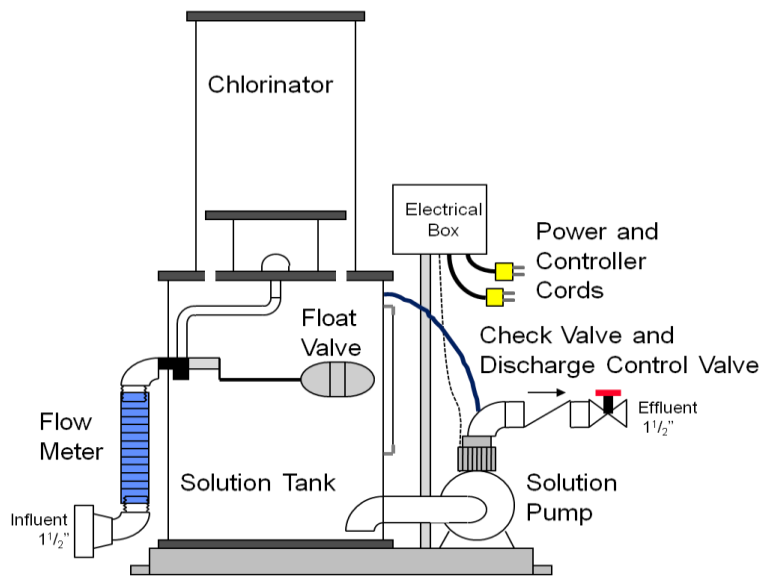 Chlorinator
Electrical
Box
Power and
Controller
Cords
Float
Valve
Check Valve and
Discharge Control Valve
Effluent
1¹/₂"
Flow
Meter
Solution Tank
Solution
Pump
Influent
1¹/₂"